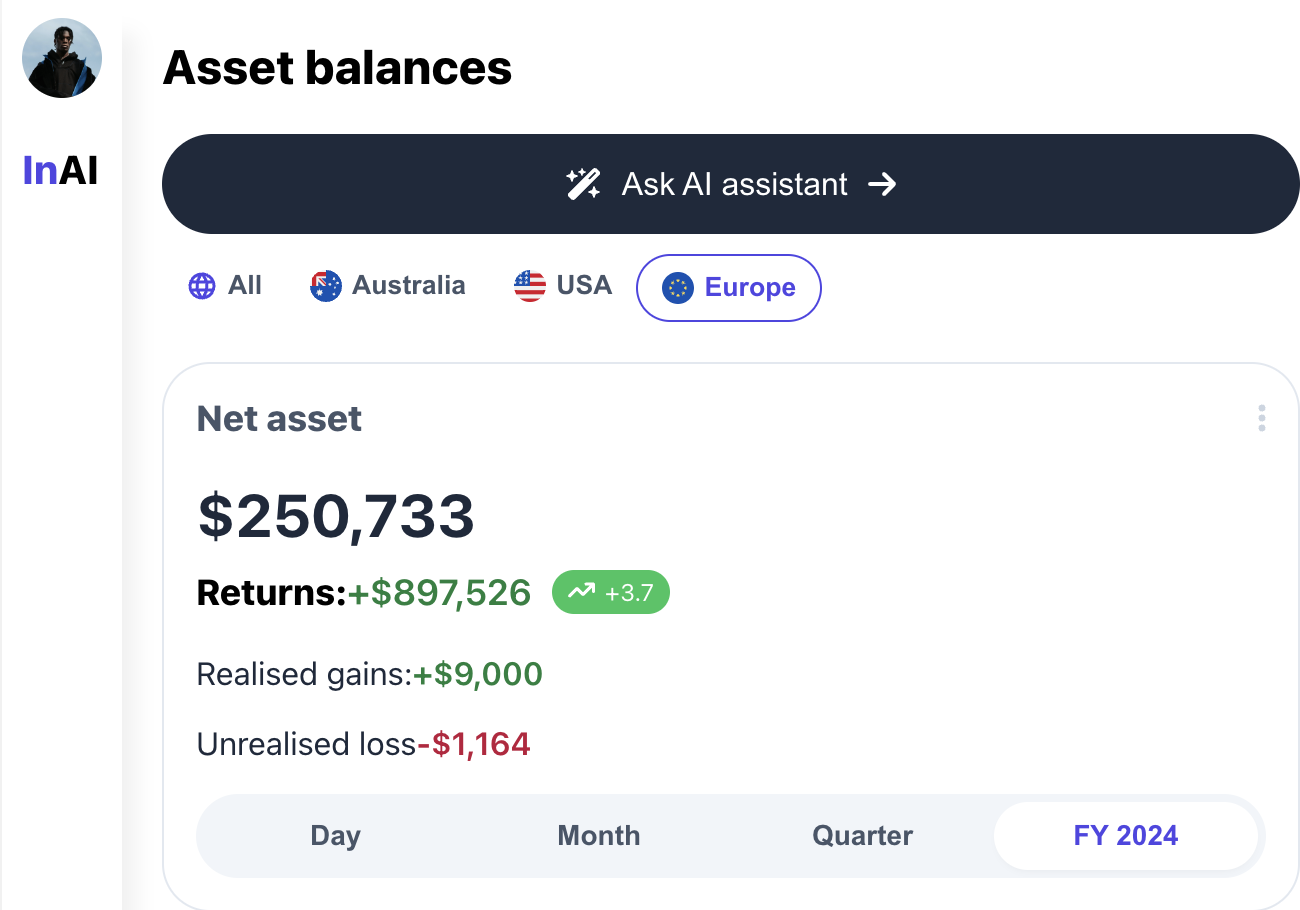 Asset balances
InAI
Ask AI assistant
All Australia USA Europe
Net asset
$250,733
Returns:+$897,526 +3.7
Realised gains:+$9,000
Unrealised loss-$1,164
Day Month Quarter FY 2024